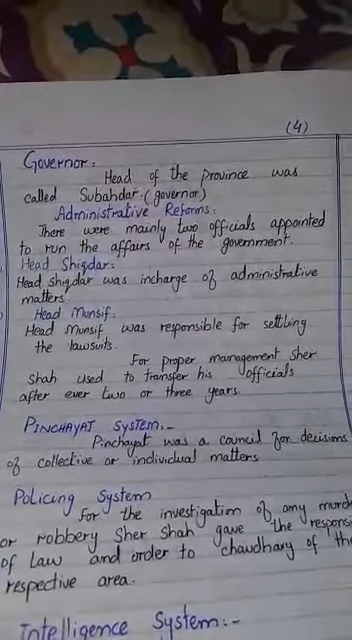 (4)
Governor:
Head of the Province was
called Subahdar.(governor)
Administrative Reforms:
There were mainly two officials appointed
to run the affairs of the government.
Head Shiqdar:
Head shiqdar was incharge of administrative
matters.
Head Munsif:
Head Munsif was responsible for settling
the lawsuits.
For proper management Sher
Shah used to transfer his officials
after ever two or three years.
PINCHAYAT System:-
Pinchayat was a council for decisions
of collective or individual matters
Policing System
For the investigation of any murd
or robbery Sher Shah gave the respons
of Law and order to chaudhary of the
respective area.
Intelligence System:-